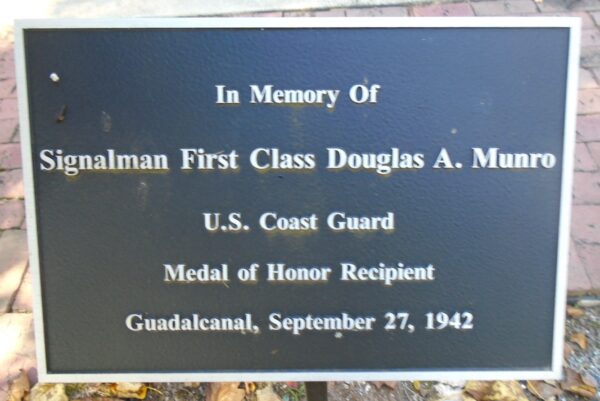 In Memory Of
Signalman First Class Douglas A. Munro
U.S. Coast Guard
Medal of Honor Recipient
Guadalcanal, September 27, 1942